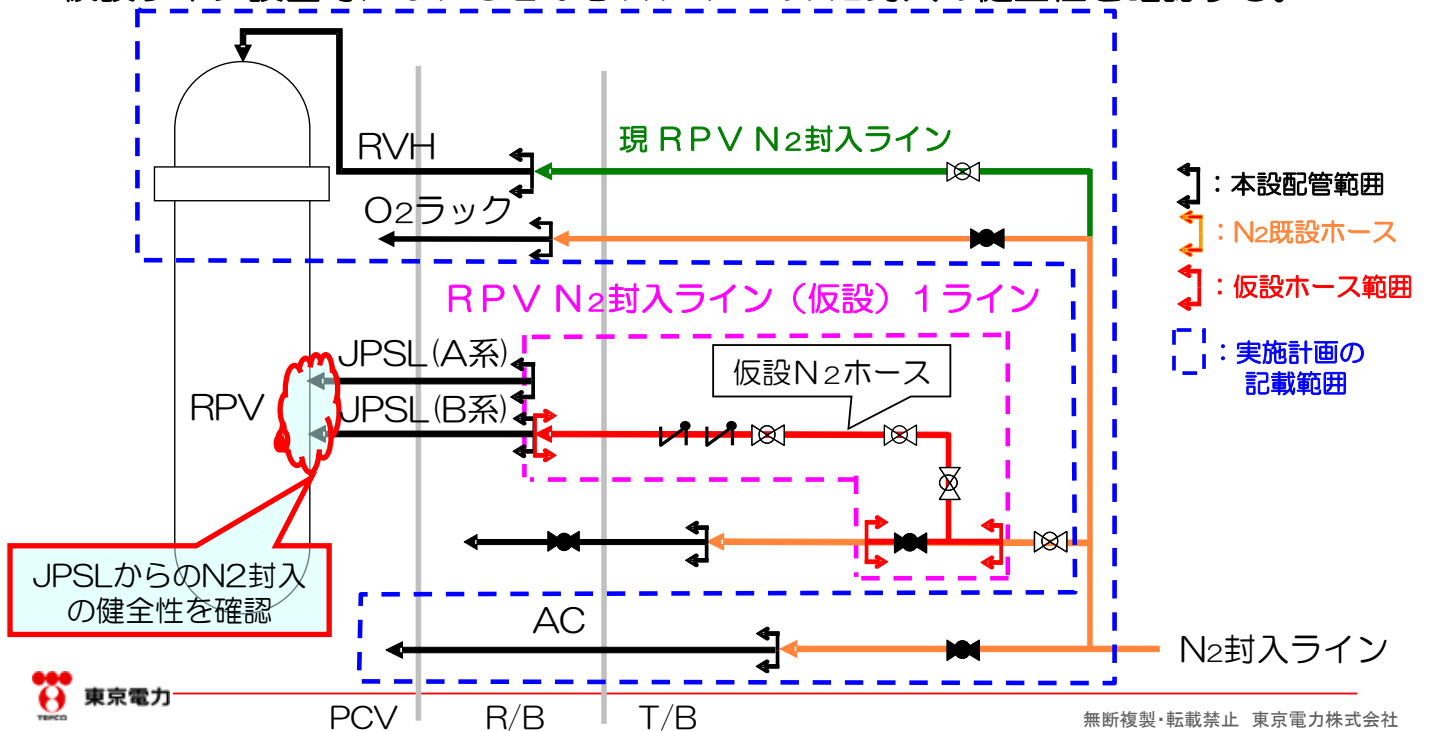 現ＲＰＶ N2封入ライン
RVH
O2ラック
：本設配管範囲
：N2既設ホース
：仮設ホース範囲
：実施計画の
記載範囲
ＲＰＶ N2封入ライン（仮設）１ライン
JPSL(A系)
仮設N2ホース
RPV
JPSL(B系)
JPSLからのN2封入
の健全性を確認
AC
N2封入ライン
TEPCO
東京電力
PCV
R/B
T/B
無断複製・転載禁止 東京電力株式会社